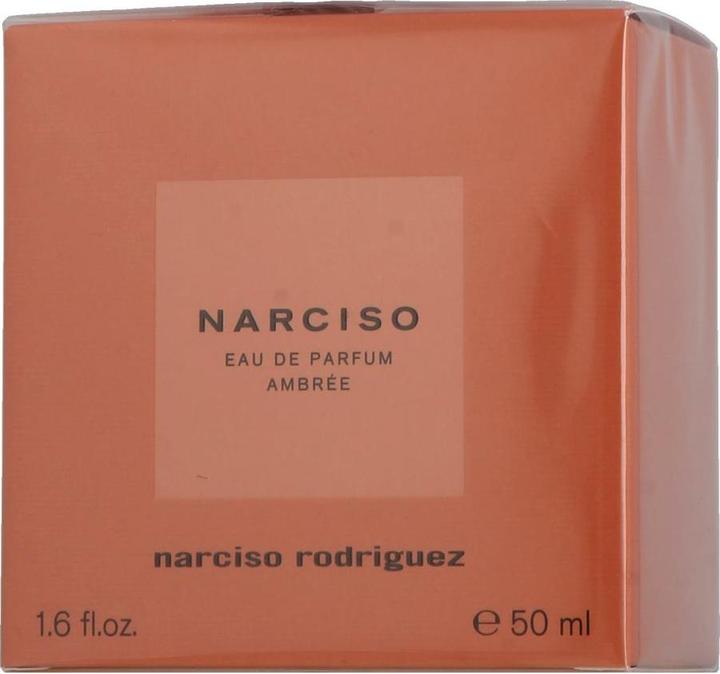 NARCISO
EAU DE PARFUM
AMBRÉE
narciso rodriguez
1.6 fl.oz. ℮ 50 ml